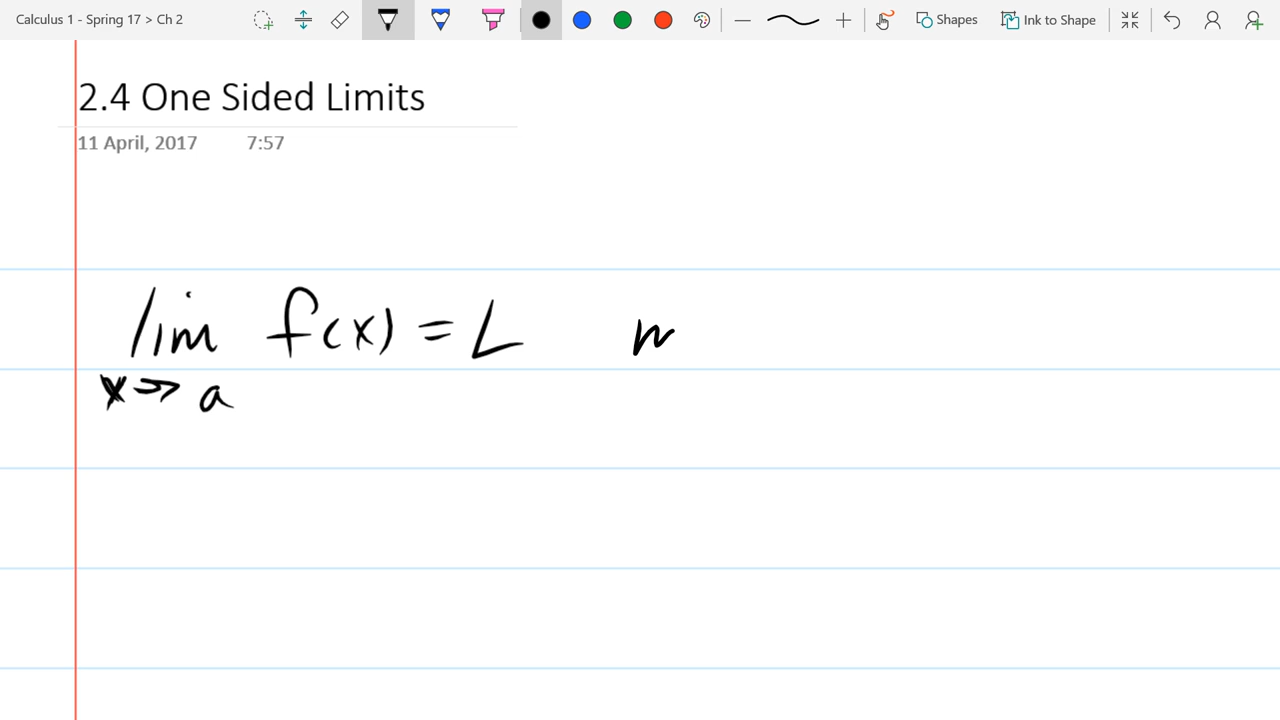 Calculus 1 - Spring 17 > Ch 2
Shapes
Ink to Shape
2.4 One Sided Limits
11 April, 2017 7:57
lim f(x) = L
x → a